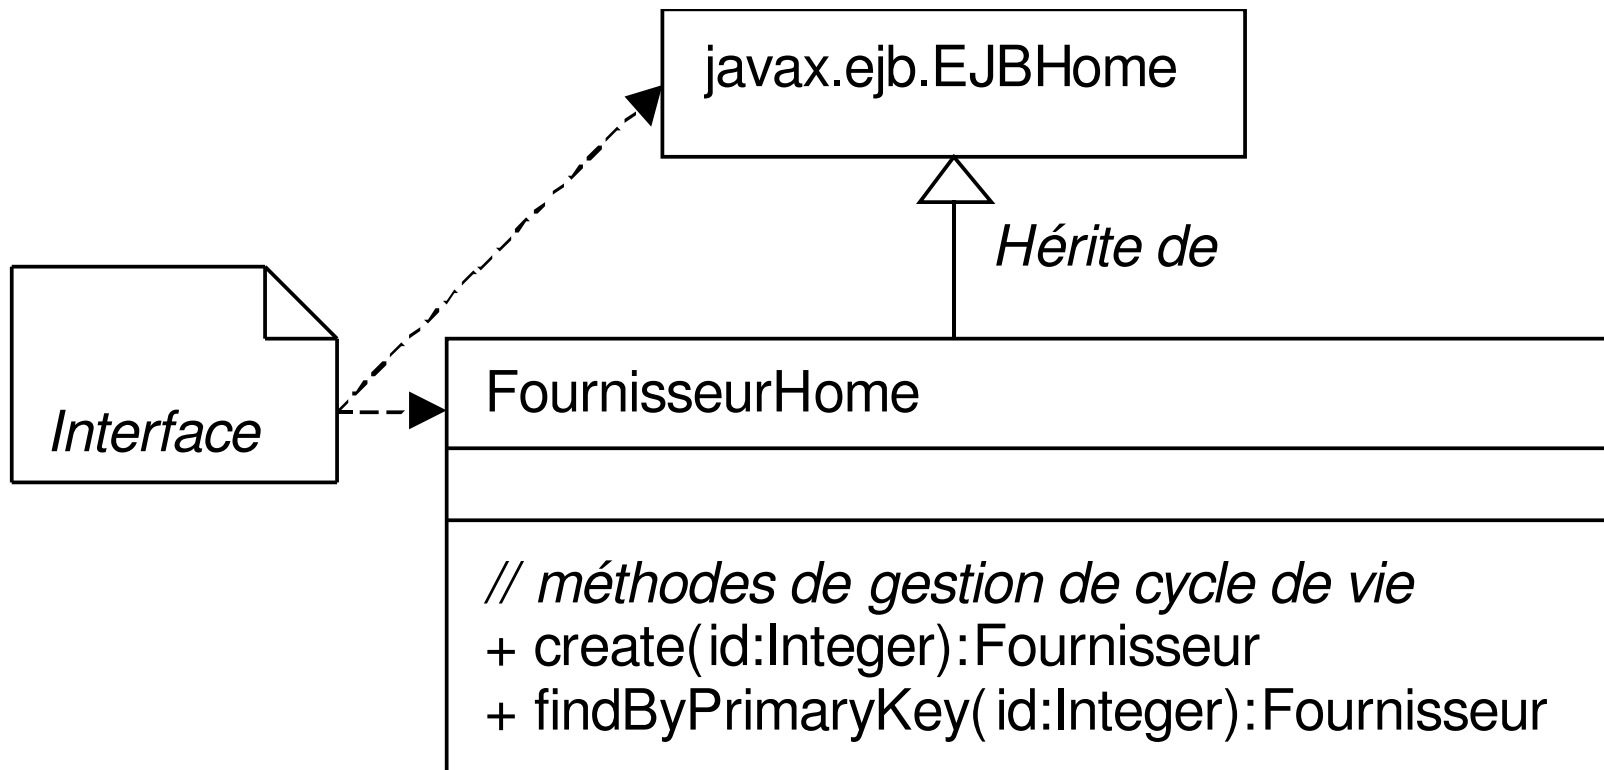 javax.ejb.EJBHome
Hérite de
Interface
FournisseurHome
// méthodes de gestion de cycle de vie
+ create(id:Integer):Fournisseur
+ findByPrimaryKey(id:Integer):Fournisseur